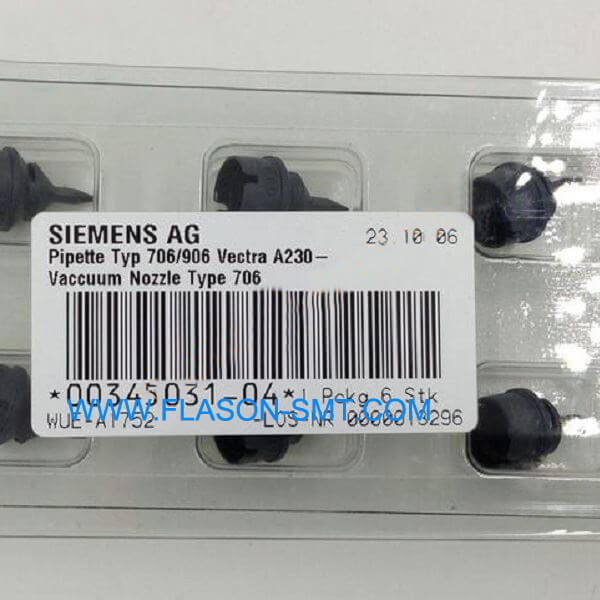 SIEMENS AG 23 10 06
Pipette Typ 706/906 Vectra A230-
Vaccuum Nozzle Type 706
*00345031-04* 1 Pckg 6 Stk
WWW.FLASON-SMT.COM
WUE-A1752 LOS-NR 0000013296